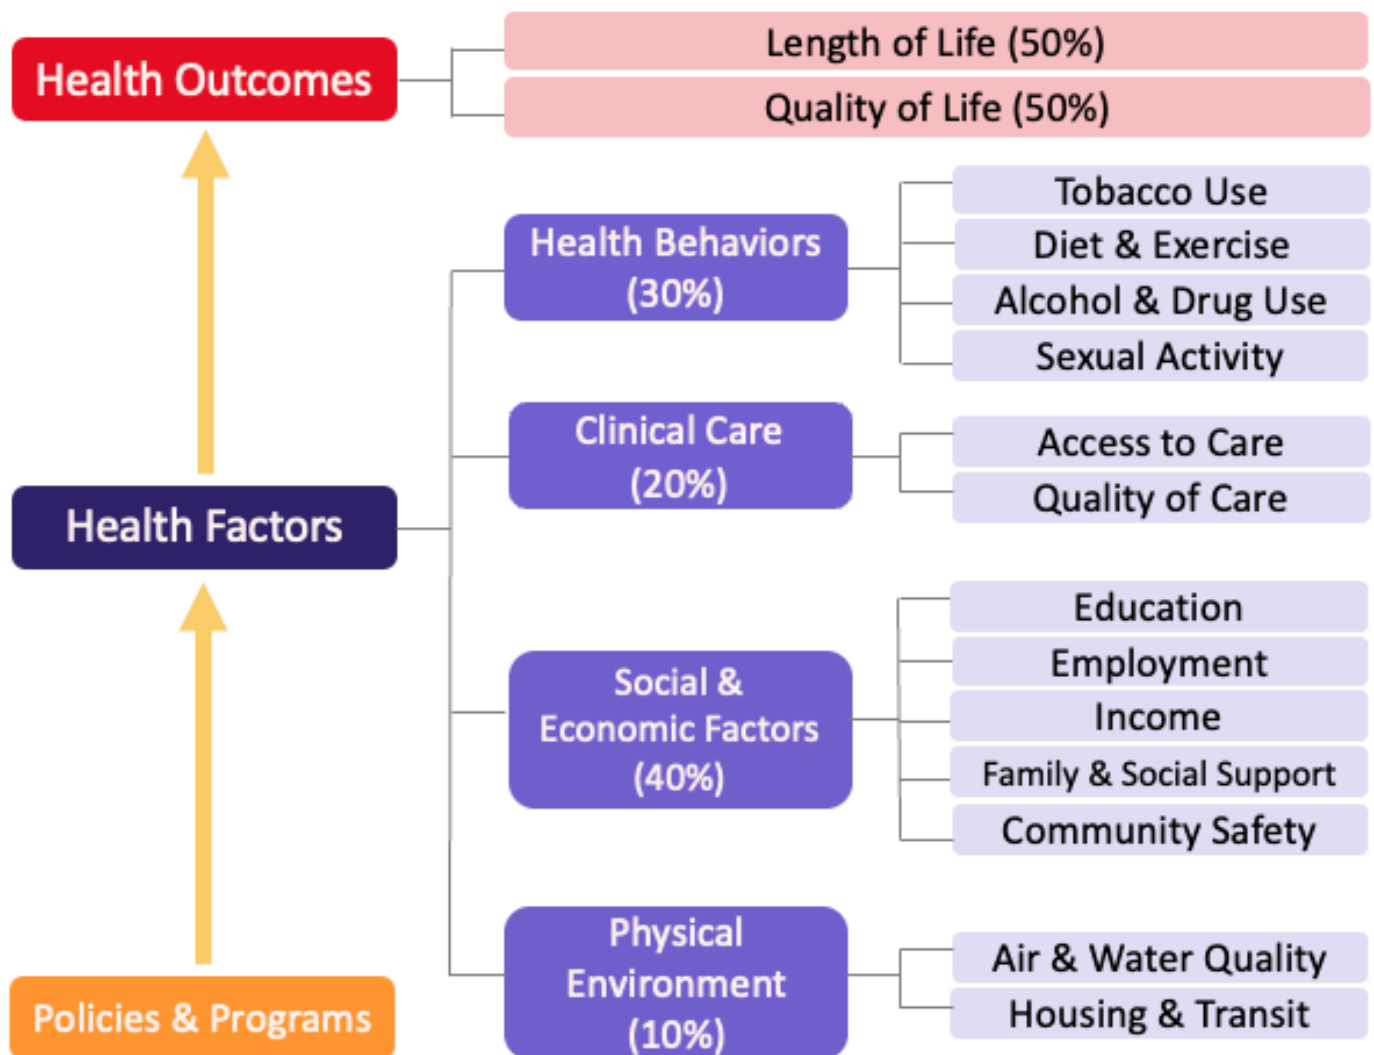 Health Outcomes
Length of Life (50%)
Quality of Life (50%)
Health Factors
Health Behaviors
(30%)
Tobacco Use
Diet & Exercise
Alcohol & Drug Use
Sexual Activity
Clinical Care
(20%)
Access to Care
Quality of Care
Social &
Economic Factors
(40%)
Education
Employment
Income
Family & Social Support
Community Safety
Physical
Environment
(10%)
Air & Water Quality
Housing & Transit
Policies & Programs